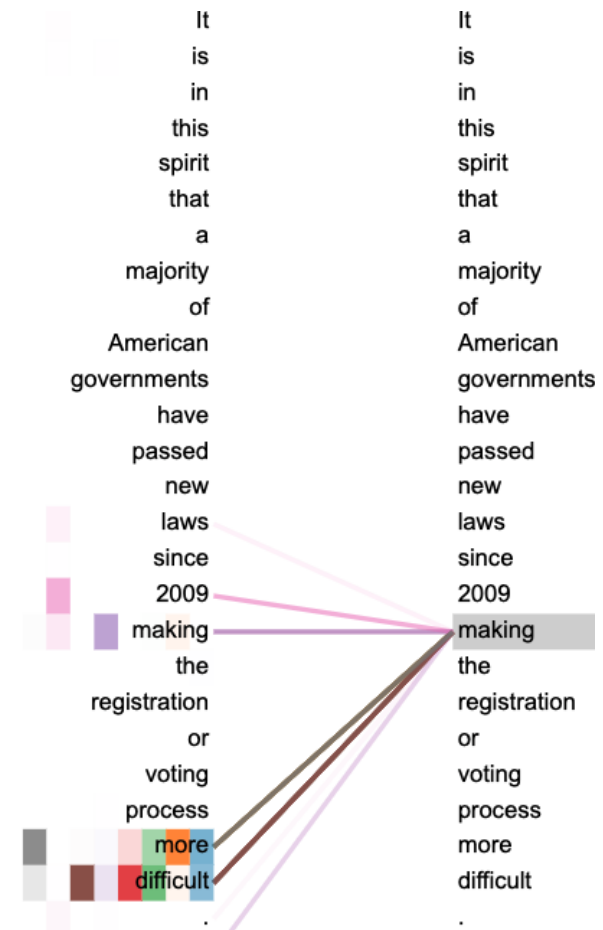 It It
is is
in in
this this
spirit spirit
that that
a a
majority majority
of of
American American
governments governments
have have
passed passed
new new
laws laws
since since
2009 2009
making making
the the
registration registration
or or
voting voting
process process
more more
difficult difficult
. .